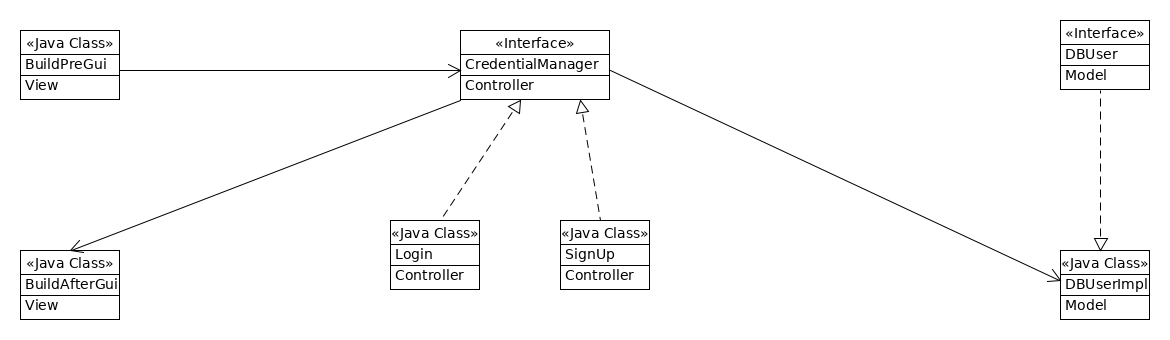 «Java Class»
BuildPreGui
View
«Interface»
CredentialManager
Controller
«Interface»
DBUser
Model
«Java Class»
BuildAfterGui
View
«Java Class»
Login
Controller
«Java Class»
SignUp
Controller
«Java Class»
DBUserImpl
Model